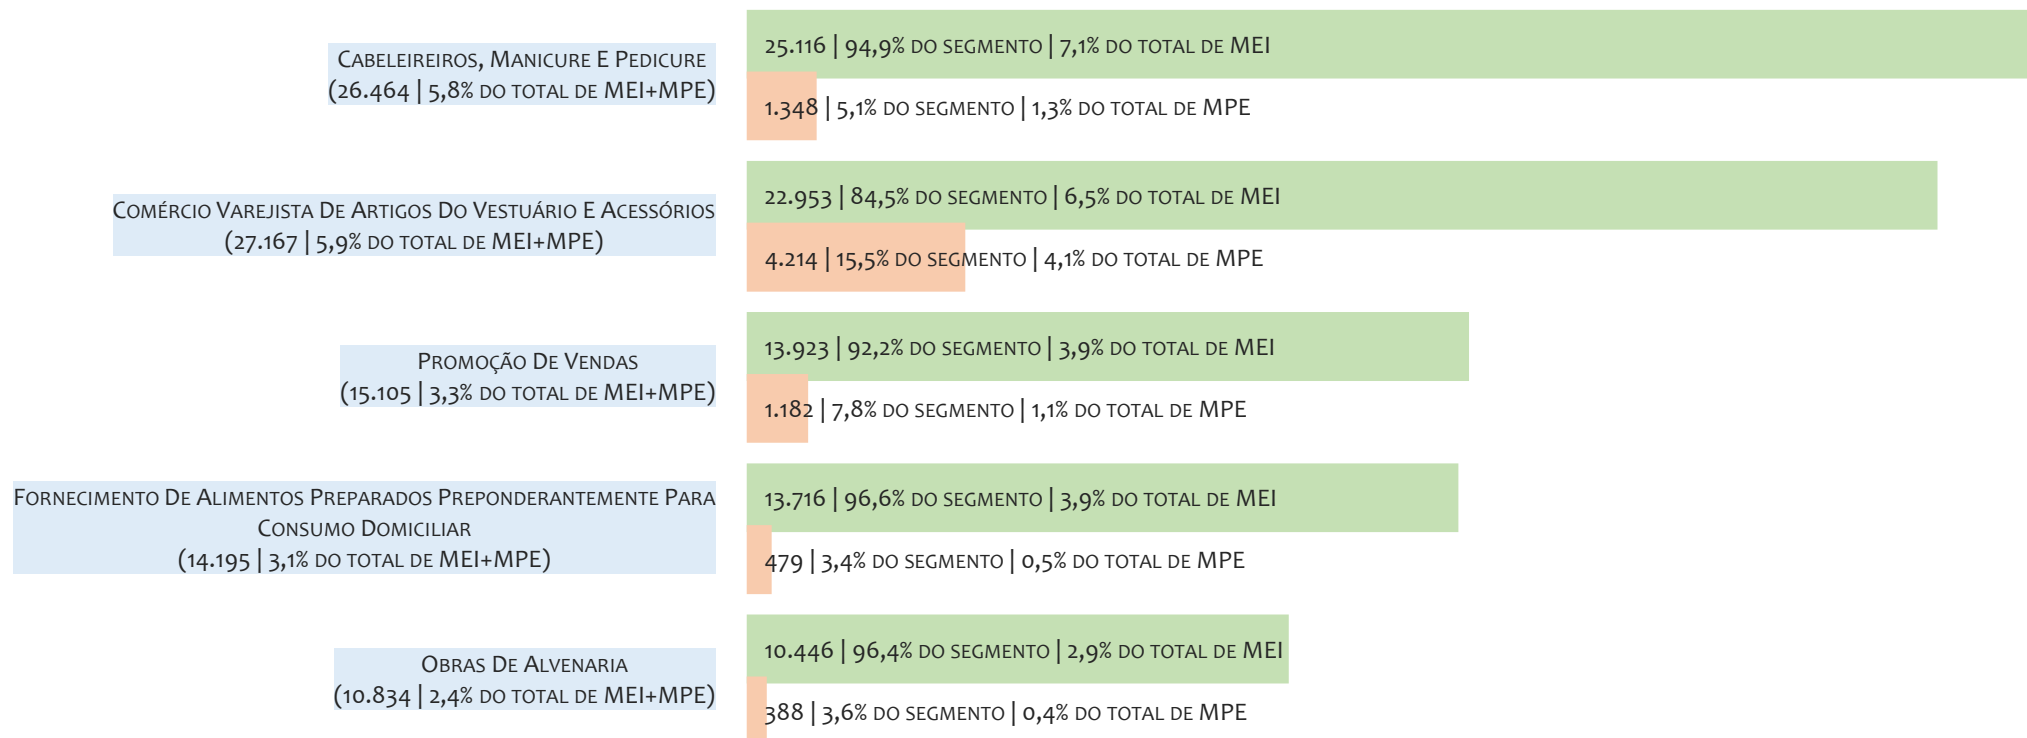 Cabeleireiros, Manicure E Pedicure
(26.464 | 5,8% do total de MEI+MPE)
25.116 | 94,9% do segmento | 7,1% do total de MEI
1.348 | 5,1% do segmento | 1,3% do total de MPE
Comércio Varejista De Artigos Do Vestuário E Acessórios
(27.167 | 5,9% do total de MEI+MPE)
22.953 | 84,5% do segmento | 6,5% do total de MEI
4.214 | 15,5% do segmento | 4,1% do total de MPE
Promoção De Vendas
(15.105 | 3,3% do total de MEI+MPE)
13.923 | 92,2% do segmento | 3,9% do total de MEI
1.182 | 7,8% do segmento | 1,1% do total de MPE
Fornecimento De Alimentos Preparados Preponderantemente Para
Consumo Domiciliar
(14.195 | 3,1% do total de MEI+MPE)
13.716 | 96,6% do segmento | 3,9% do total de MEI
479 | 3,4% do segmento | 0,5% do total de MPE
Obras De Alvenaria
(10.834 | 2,4% do total de MEI+MPE)
10.446 | 96,4% do segmento | 2,9% do total de MEI
388 | 3,6% do segmento | 0,4% do total de MPE